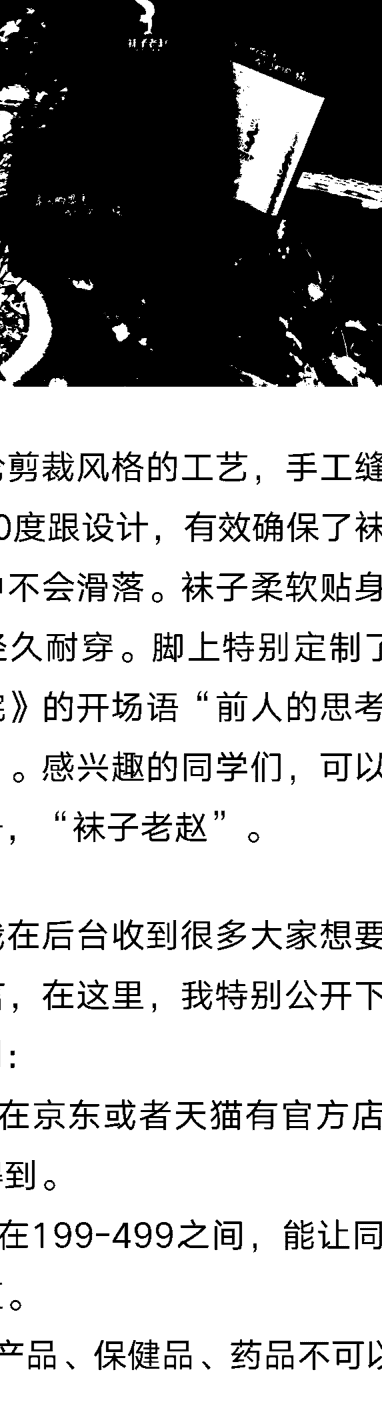 袜子老赵
剪裁风格的工艺，手工缝
0度跟设计，有效确保了袜
不会滑落。袜子柔软贴身
久耐穿。脚上特别定制了
》的开场语“前人的思考
。感兴趣的同学们，可以
，“袜子老赵”。
在后台收到很多大家想要
，在这里，我特别公开下
：
在京东或者天猫有官方店
得到。
在199-499之间，能让同
。
产品、保健品、药品不可以